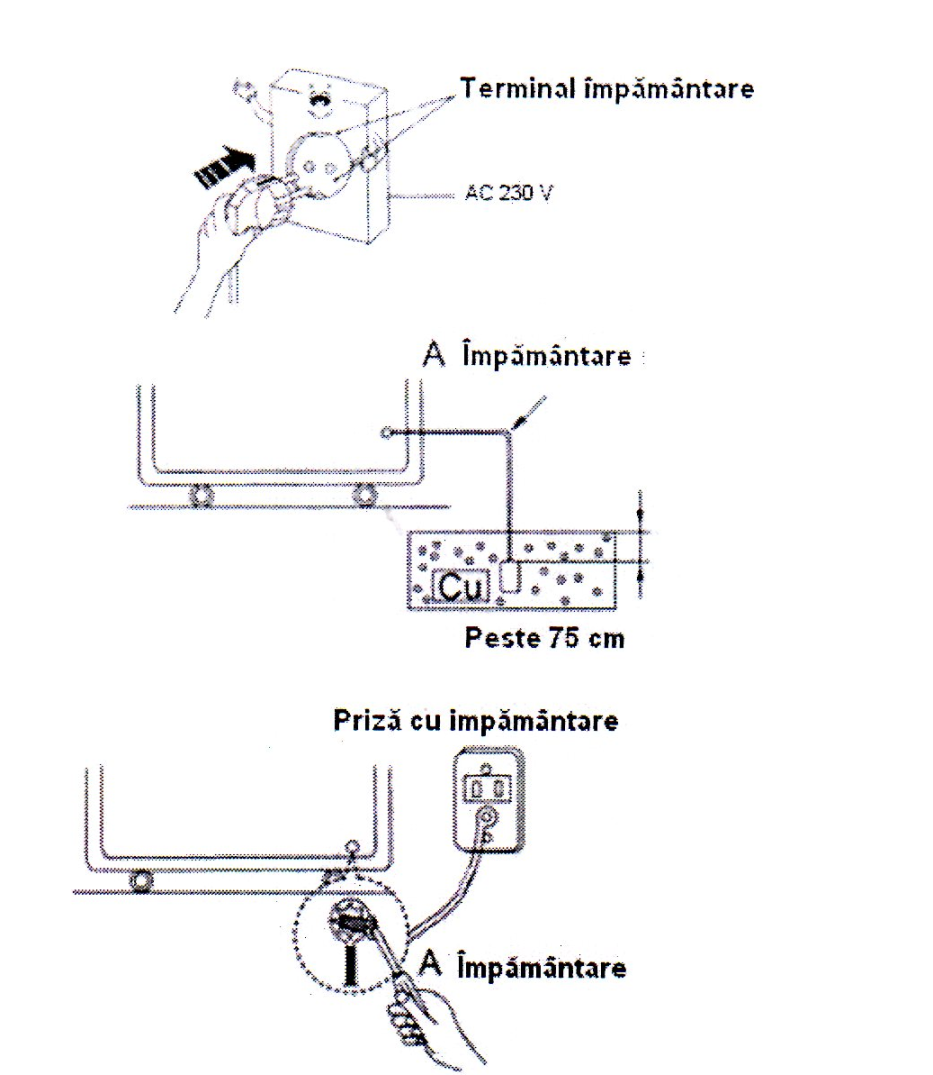 Terminal împământare
AC 230 V
A Împământare
Cu
Peste 75 cm
Priză cu impământare
A Împământare